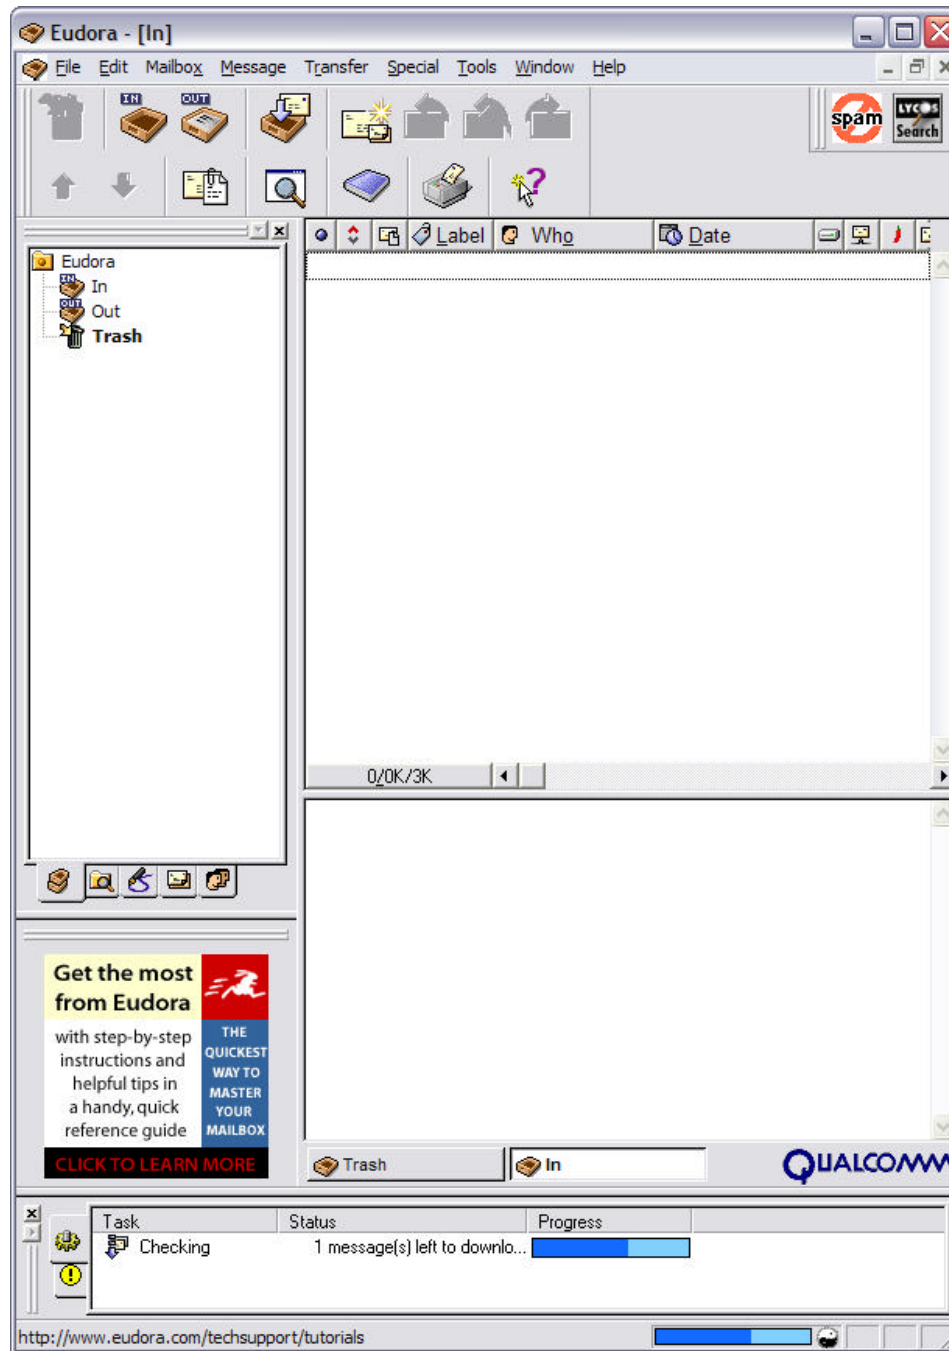 Eudora - [In]
File Edit Mailbox Message Transfer Special Tools Window Help
IN OUT
spam
LYCOS
Search
Label Who Date
Eudora
IN
In
OUT
Out
Trash
0/0K/3K
Get the most
from Eudora
with step-by-step
instructions and
helpful tips in
a handy, quick
reference guide
THE
QUICKEST
WAY TO
MASTER
YOUR
MAILBOX
CLICK TO LEARN MORE
Trash In
QUALCOMM
Task Status Progress
Checking 1 message(s) left to downlo...
http://www.eudora.com/techsupport/tutorials